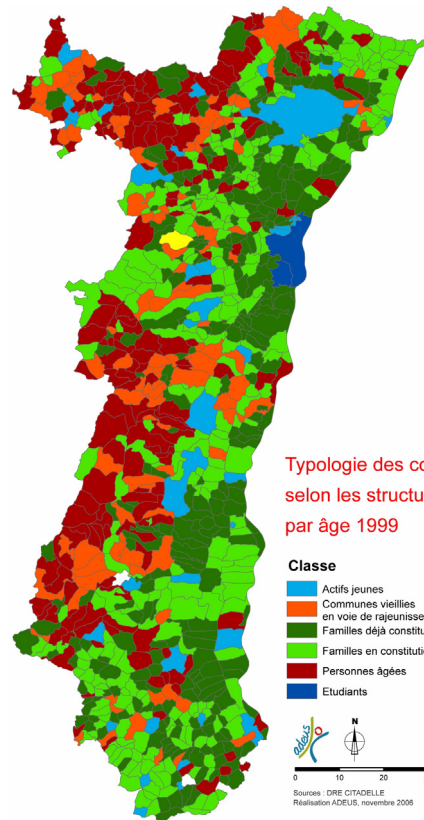 Typologie des co
selon les structu
par âge 1999
Classe
Actifs jeunes
Communes vieillies
en voie de rajeunisse
Familles déjà constitu
Familles en constituti
Personnes âgées
Etudiants
adeus
N
0 10 20
Sources : DRE CITADELLE
Réalisation ADEUS, novembre 2006